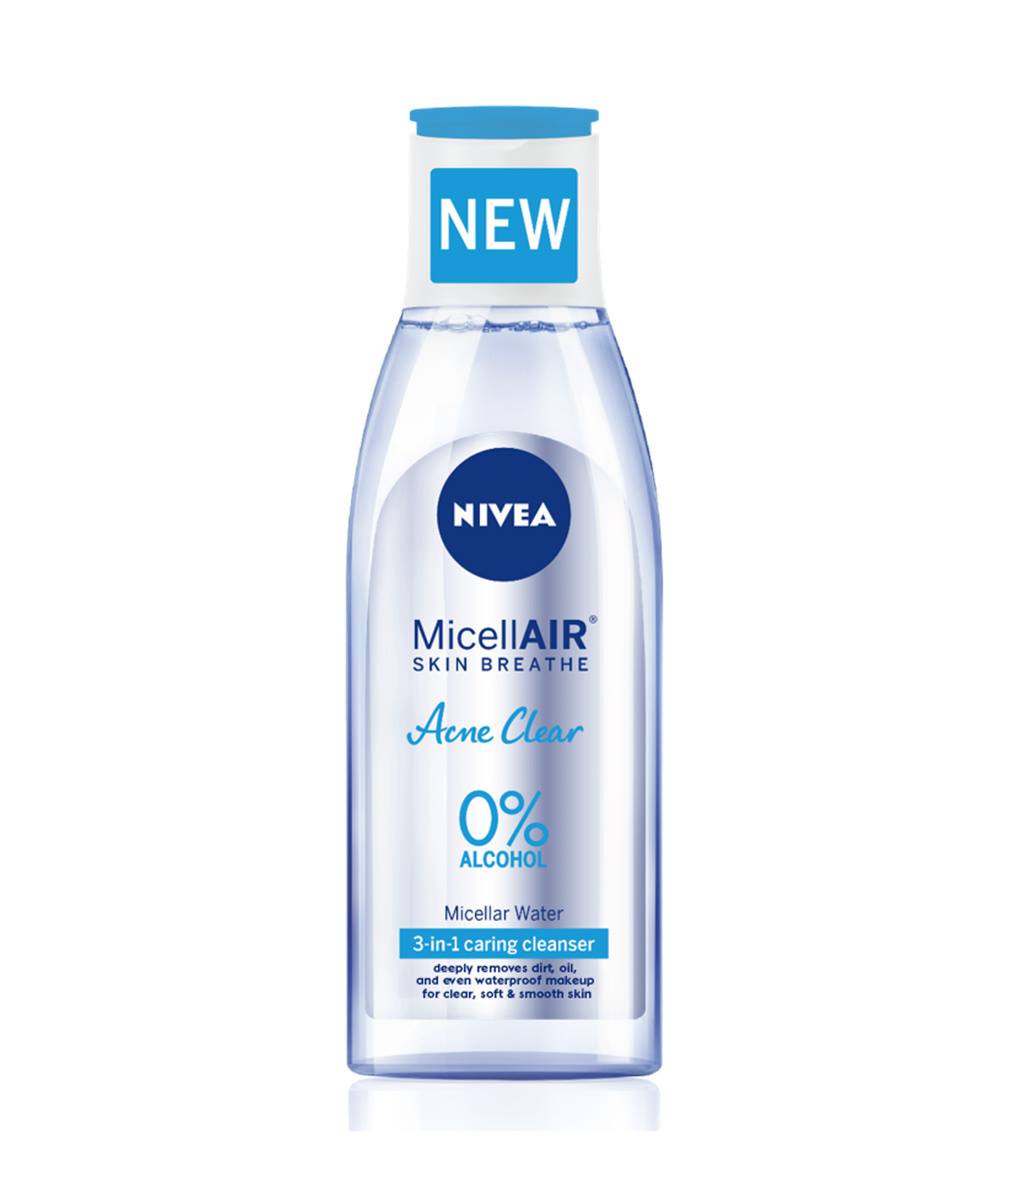 NEW
NIVEA
MicellAIR®
SKIN BREATHE
Acne Clear
0%
ALCOHOL
Micellar Water
3-in-1 caring cleanser
deeply removes dirt, oil,
and even waterproof makeup
for clear, soft & smooth skin